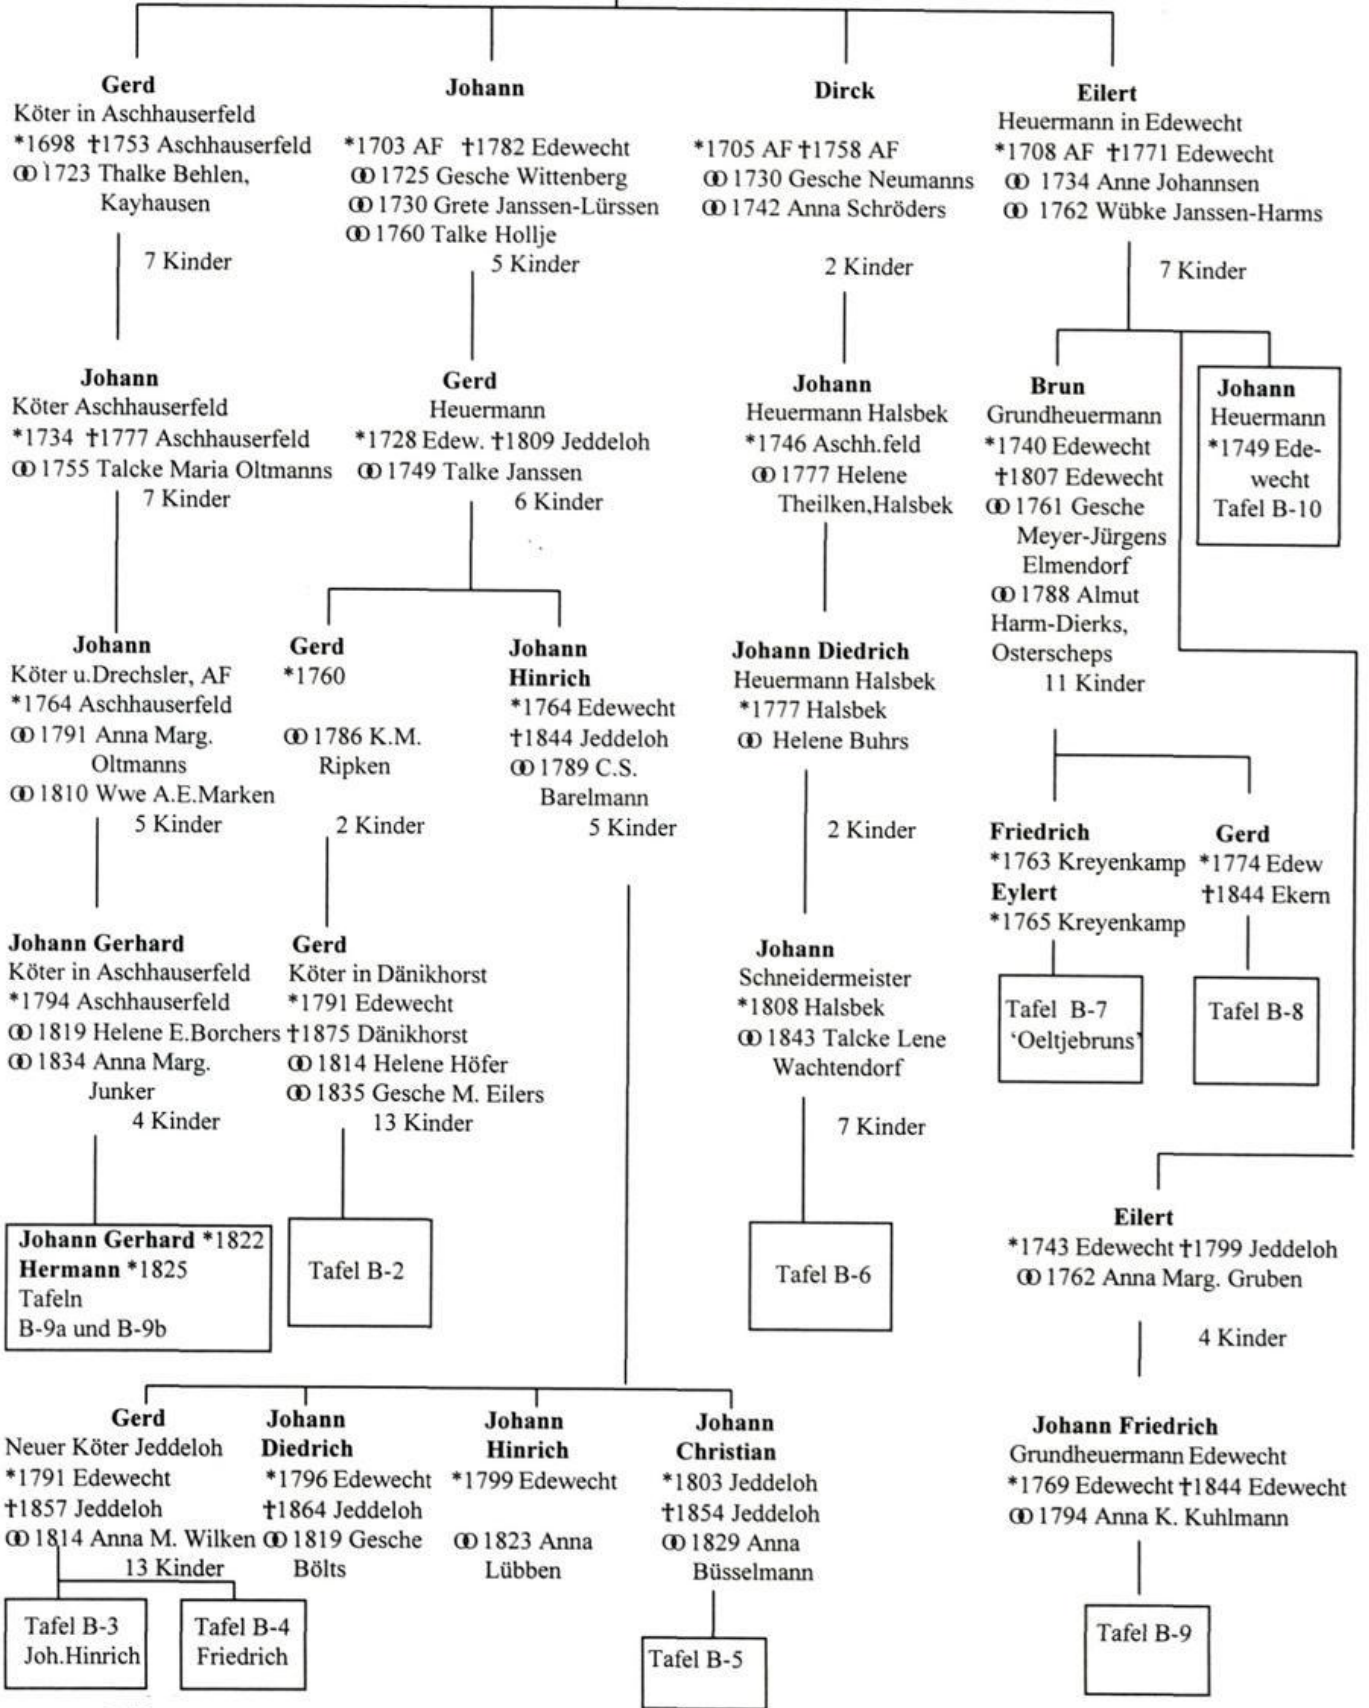 Gerd
Köter in Aschhauserfeld
*1698 †1753 Aschhauserfeld
⚭ 1723 Thalke Behlen,
Kayhausen
7 Kinder
Johann
*1703 AF †1782 Edewecht
⚭ 1725 Gesche Wittenberg
⚭ 1730 Grete Janssen-Lürssen
⚭ 1760 Talke Hollje
5 Kinder
Dirck
*1705 AF †1758 AF
⚭ 1730 Gesche Neumanns
⚭ 1742 Anna Schröders
2 Kinder
Eilert
Heuermann in Edewecht
*1708 AF †1771 Edewecht
⚭ 1734 Anne Johannsen
⚭ 1762 Wübke Janssen-Harms
7 Kinder
Johann
Köter Aschhauserfeld
*1734 †1777 Aschhauserfeld
⚭ 1755 Talcke Maria Oltmanns
7 Kinder
Gerd
Heuermann
*1728 Edew. †1809 Jeddeloh
⚭ 1749 Talke Janssen
6 Kinder
Johann
Heuermann Halsbek
*1746 Aschh.feld
⚭ 1777 Helene
Theilken,Halsbek
Brun
Grundheuermann
*1740 Edewecht
†1807 Edewecht
⚭ 1761 Gesche
Meyer-Jürgens
Elmendorf
⚭ 1788 Almut
Harm-Dierks,
Osterscheps
11 Kinder
Johann
Heuermann
*1749 Ede-
wecht
Tafel B-10
Johann
Köter u.Drechsler, AF
*1764 Aschhauserfeld
⚭ 1791 Anna Marg.
Oltmanns
⚭ 1810 Wwe A.E.Marken
5 Kinder
Gerd
*1760
⚭ 1786 K.M.
Ripken
2 Kinder
Johann
Hinrich
*1764 Edewecht
†1844 Jeddeloh
⚭ 1789 C.S.
Barelmann
5 Kinder
Johann Diedrich
Heuermann Halsbek
*1777 Halsbek
⚭ Helene Buhrs
2 Kinder
Friedrich
*1763 Kreyenkamp
Eylert
*1765 Kreyenkamp
Gerd
*1774 Edew
†1844 Ekern
Johann Gerhard
Köter in Aschhauserfeld
*1794 Aschhauserfeld
⚭ 1819 Helene E.Borchers
⚭ 1834 Anna Marg.
Junker
4 Kinder
Gerd
Köter in Dänikhorst
*1791 Edewecht
†1875 Dänikhorst
⚭ 1814 Helene Höfer
⚭ 1835 Gesche M. Eilers
13 Kinder
Johann
Schneidermeister
*1808 Halsbek
⚭ 1843 Talcke Lene
Wachtendorf
7 Kinder
Tafel B-7
‘Oeltjebruns’
Tafel B-8
Johann Gerhard *1822
Hermann *1825
Tafeln
B-9a und B-9b
Tafel B-2
Tafel B-6
Eilert
*1743 Edewecht †1799 Jeddeloh
⚭ 1762 Anna Marg. Gruben
4 Kinder
Gerd
Neuer Köter Jeddeloh
*1791 Edewecht
†1857 Jeddeloh
⚭ 1814 Anna M. Wilken
13 Kinder
Johann
Diedrich
*1796 Edewecht
†1864 Jeddeloh
⚭ 1819 Gesche
Bölts
Johann
Hinrich
*1799 Edewecht
⚭ 1823 Anna
Lübben
Johann
Christian
*1803 Jeddeloh
†1854 Jeddeloh
⚭ 1829 Anna
Büsselmann
Johann Friedrich
Grundheuermann Edewecht
*1769 Edewecht †1844 Edewecht
⚭ 1794 Anna K. Kuhlmann
Tafel B-3
Joh.Hinrich
Tafel B-4
Friedrich
Tafel B-5
Tafel B-9